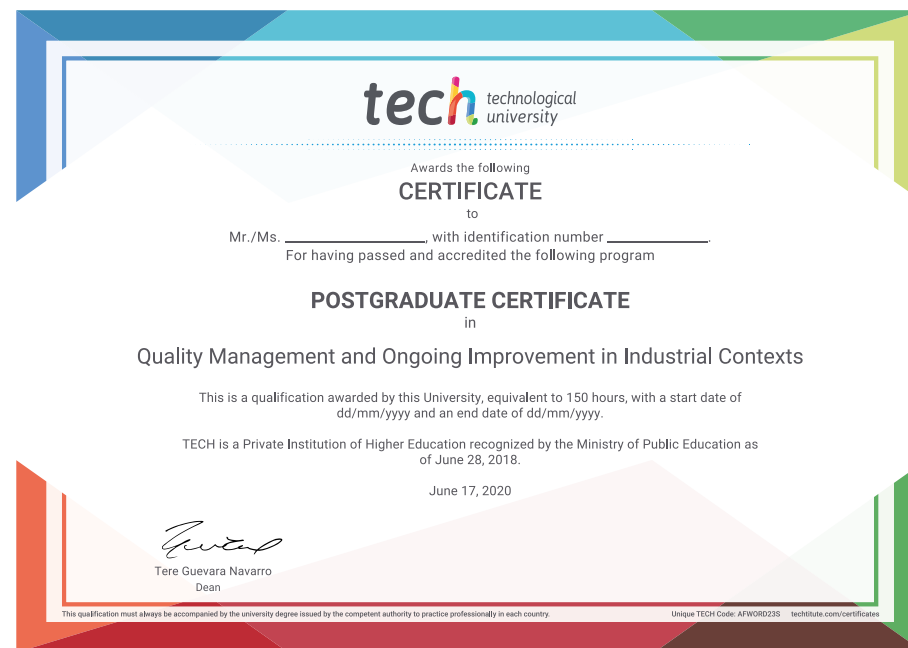 tech technological
university
Awards the following
CERTIFICATE
to
Mr./Ms. ____________, with identification number ____________.
For having passed and accredited the following program
POSTGRADUATE CERTIFICATE
in
Quality Management and Ongoing Improvement in Industrial Contexts
This is a qualification awarded by this University, equivalent to 150 hours, with a start date of
dd/mm/yyyy and an end date of dd/mm/yyyy.
TECH is a Private Institution of Higher Education recognized by the Ministry of Public Education as
of June 28, 2018.
June 17, 2020
Tere Guevara Navarro
Dean
This qualification must always be accompanied by the university degree issued by the competent authority to practice professionally in each country. Unique TECH Code: AFWORD23S techtitute.com/certificates